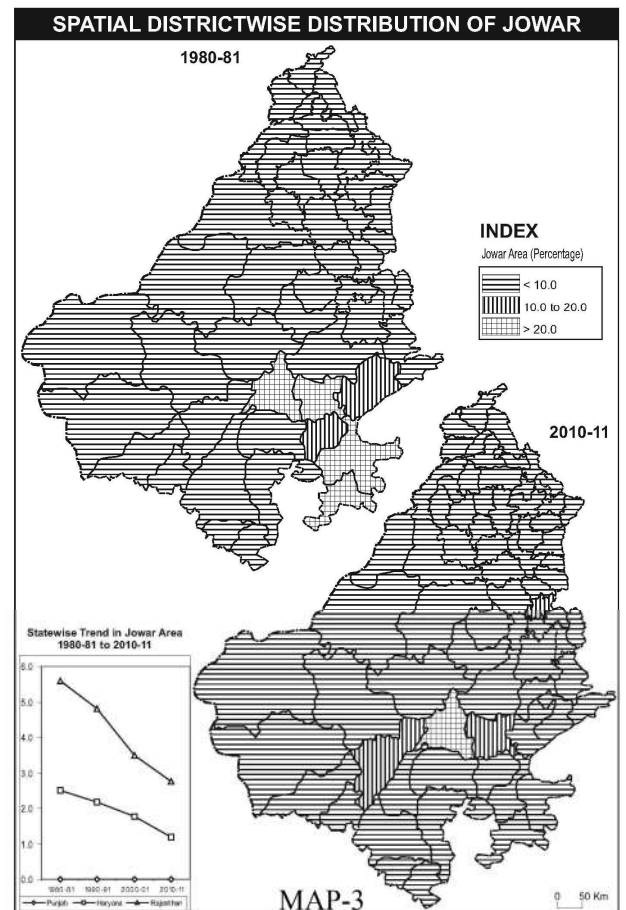 SPATIAL DISTRICTWISE DISTRIBUTION OF JOWAR
1980-81
INDEX
Jowar Area (Percentage)
< 10.0
10.0 to 20.0
> 20.0
2010-11
Statewise Trend in Jowar Area
1980-81 to 2010-11
6.0
5.0
4.0
3.0
2.0
1.0
0.0
1980-81 1990-91 2000-01 2010-11
Punjab Haryana Rajasthan
MAP-3
0 50 Km